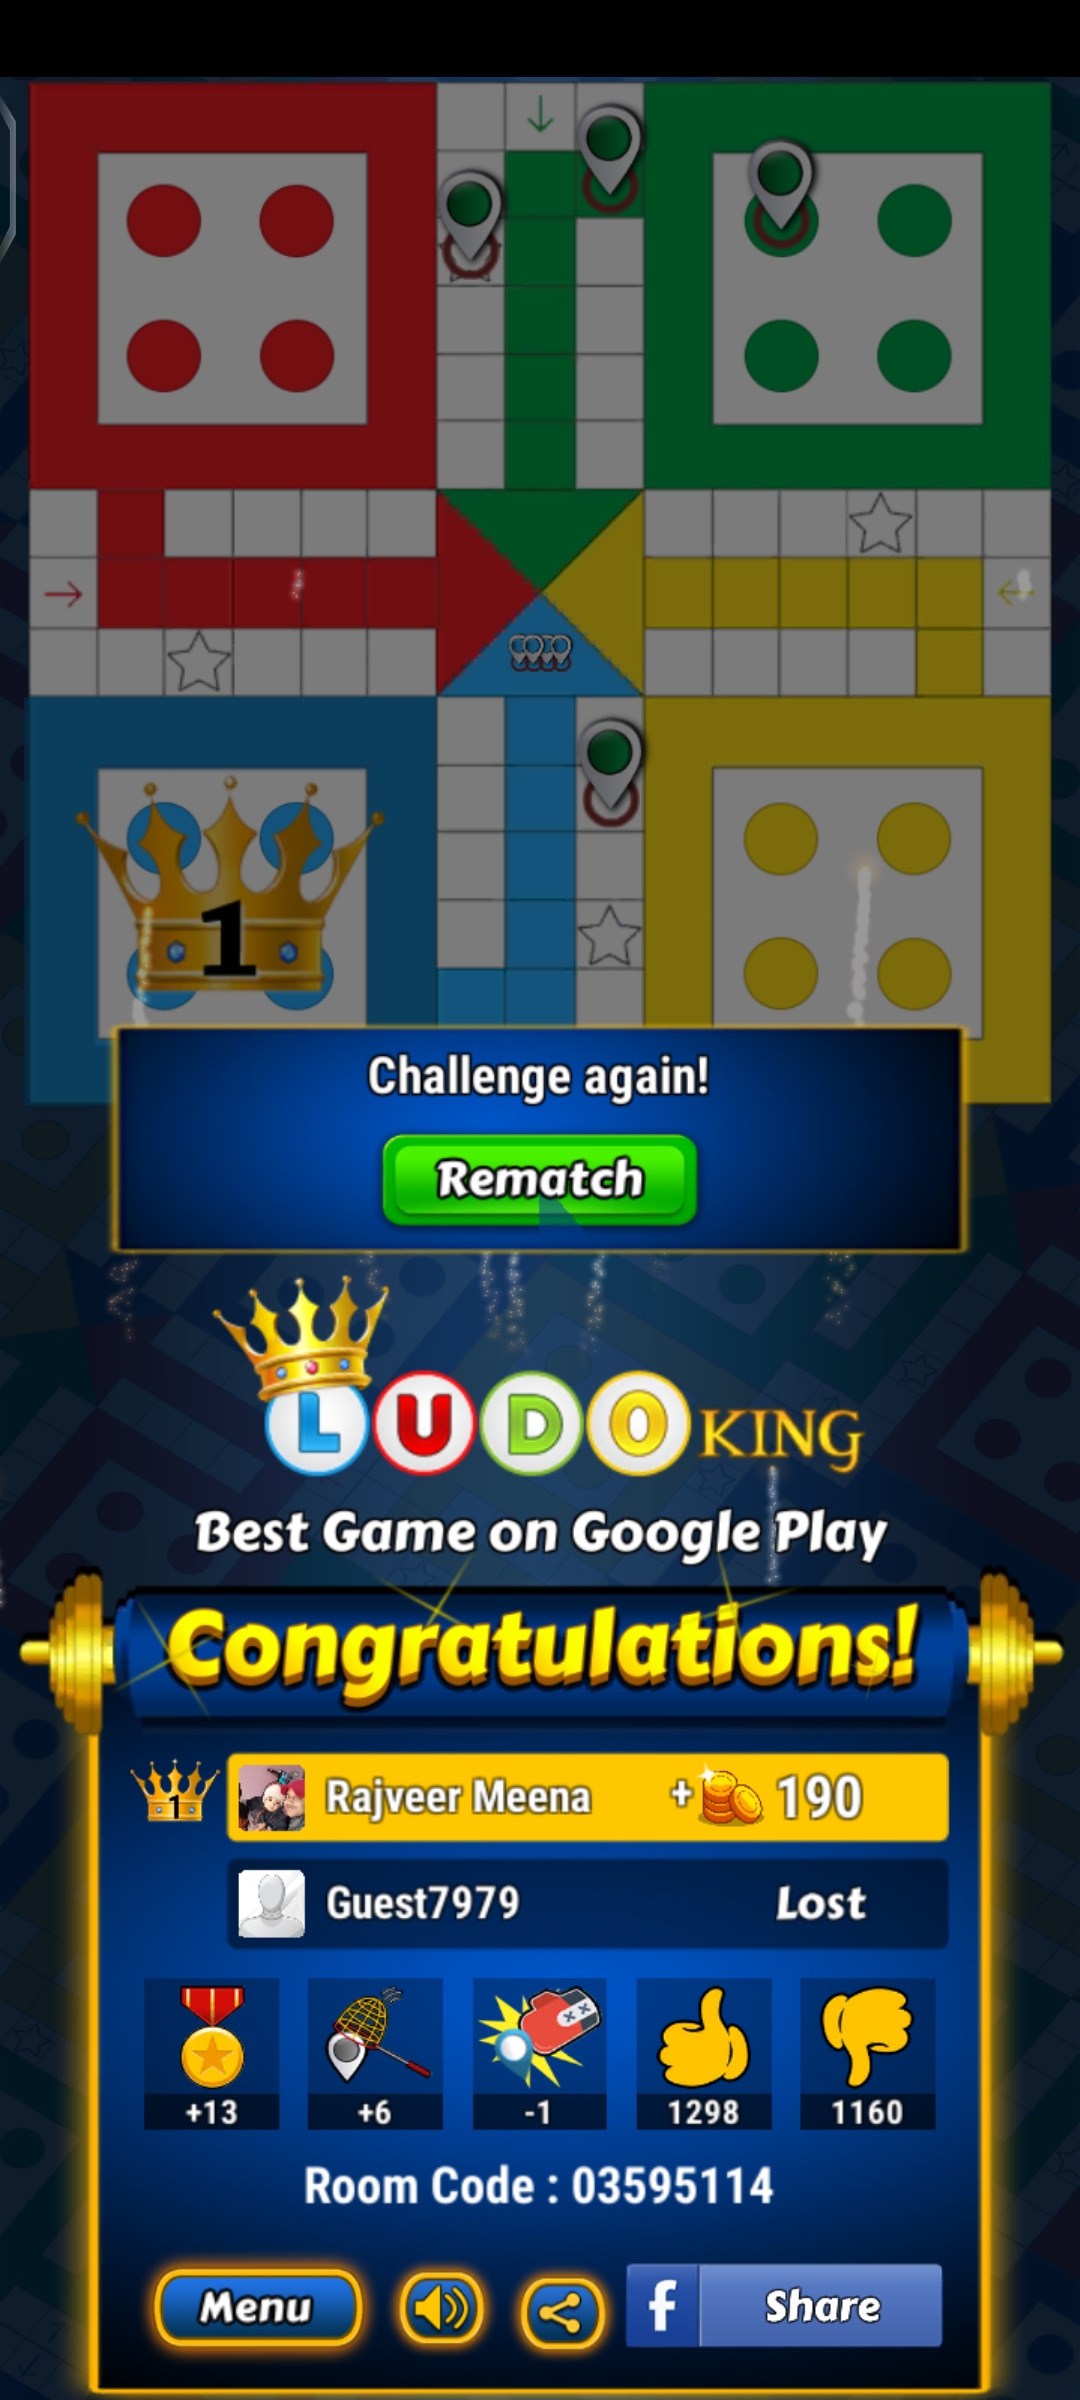 1
Challenge again!
Rematch
LUDO KING
Best Game on Google Play
Congratulations!
1 Rajveer Meena + 190
Guest7979 Lost
+13 +6 -1 1298 1160
Room Code : 03595114
Menu f Share